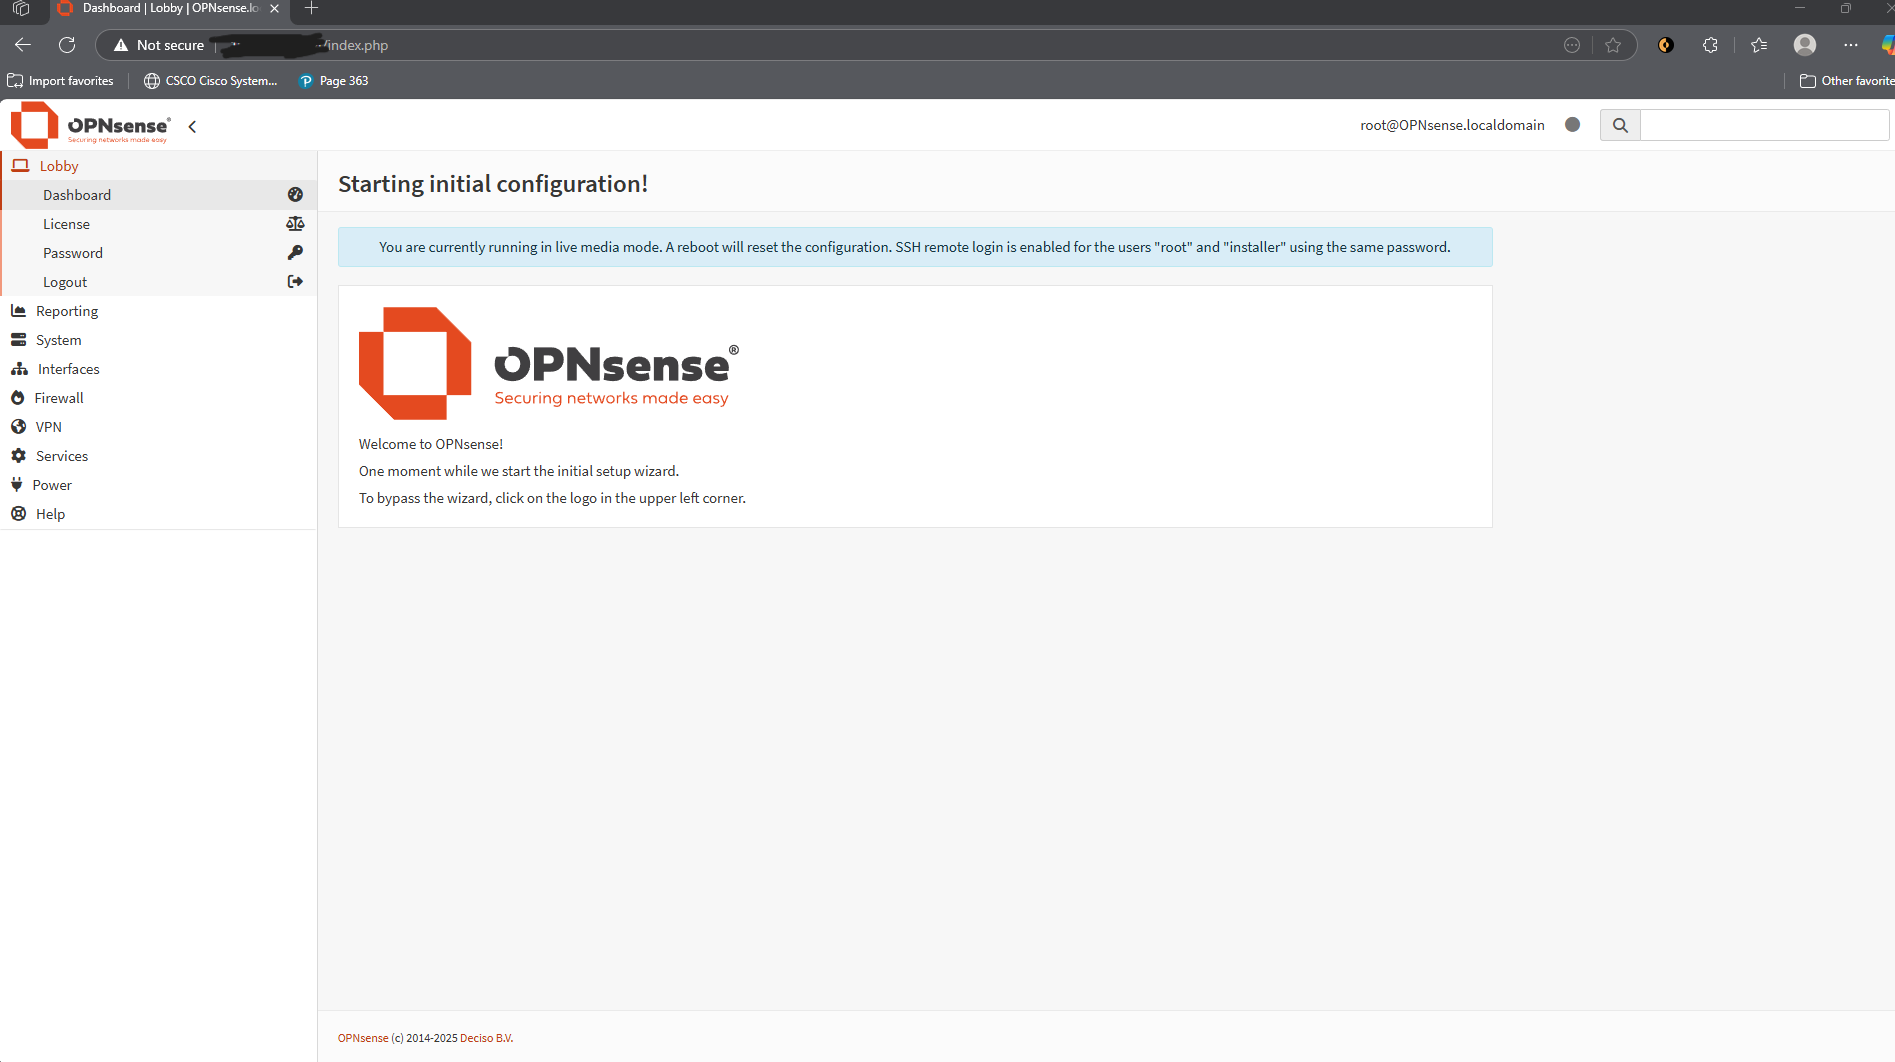 Dashboard | Lobby | OPNsense.lo
Not secure
/index.php
Import favorites
CSCO Cisco System...
Page 363
Other favorite
OPNsense®
Securing networks made easy
root@OPNsense.localdomain
Lobby
Dashboard
License
Password
Logout
Reporting
System
Interfaces
Firewall
VPN
Services
Power
Help
Starting initial configuration!
You are currently running in live media mode. A reboot will reset the configuration. SSH remote login is enabled for the users "root" and "installer" using the same password.
OPNsense®
Securing networks made easy
Welcome to OPNsense!
One moment while we start the initial setup wizard.
To bypass the wizard, click on the logo in the upper left corner.
OPNsense (c) 2014-2025 Deciso B.V.